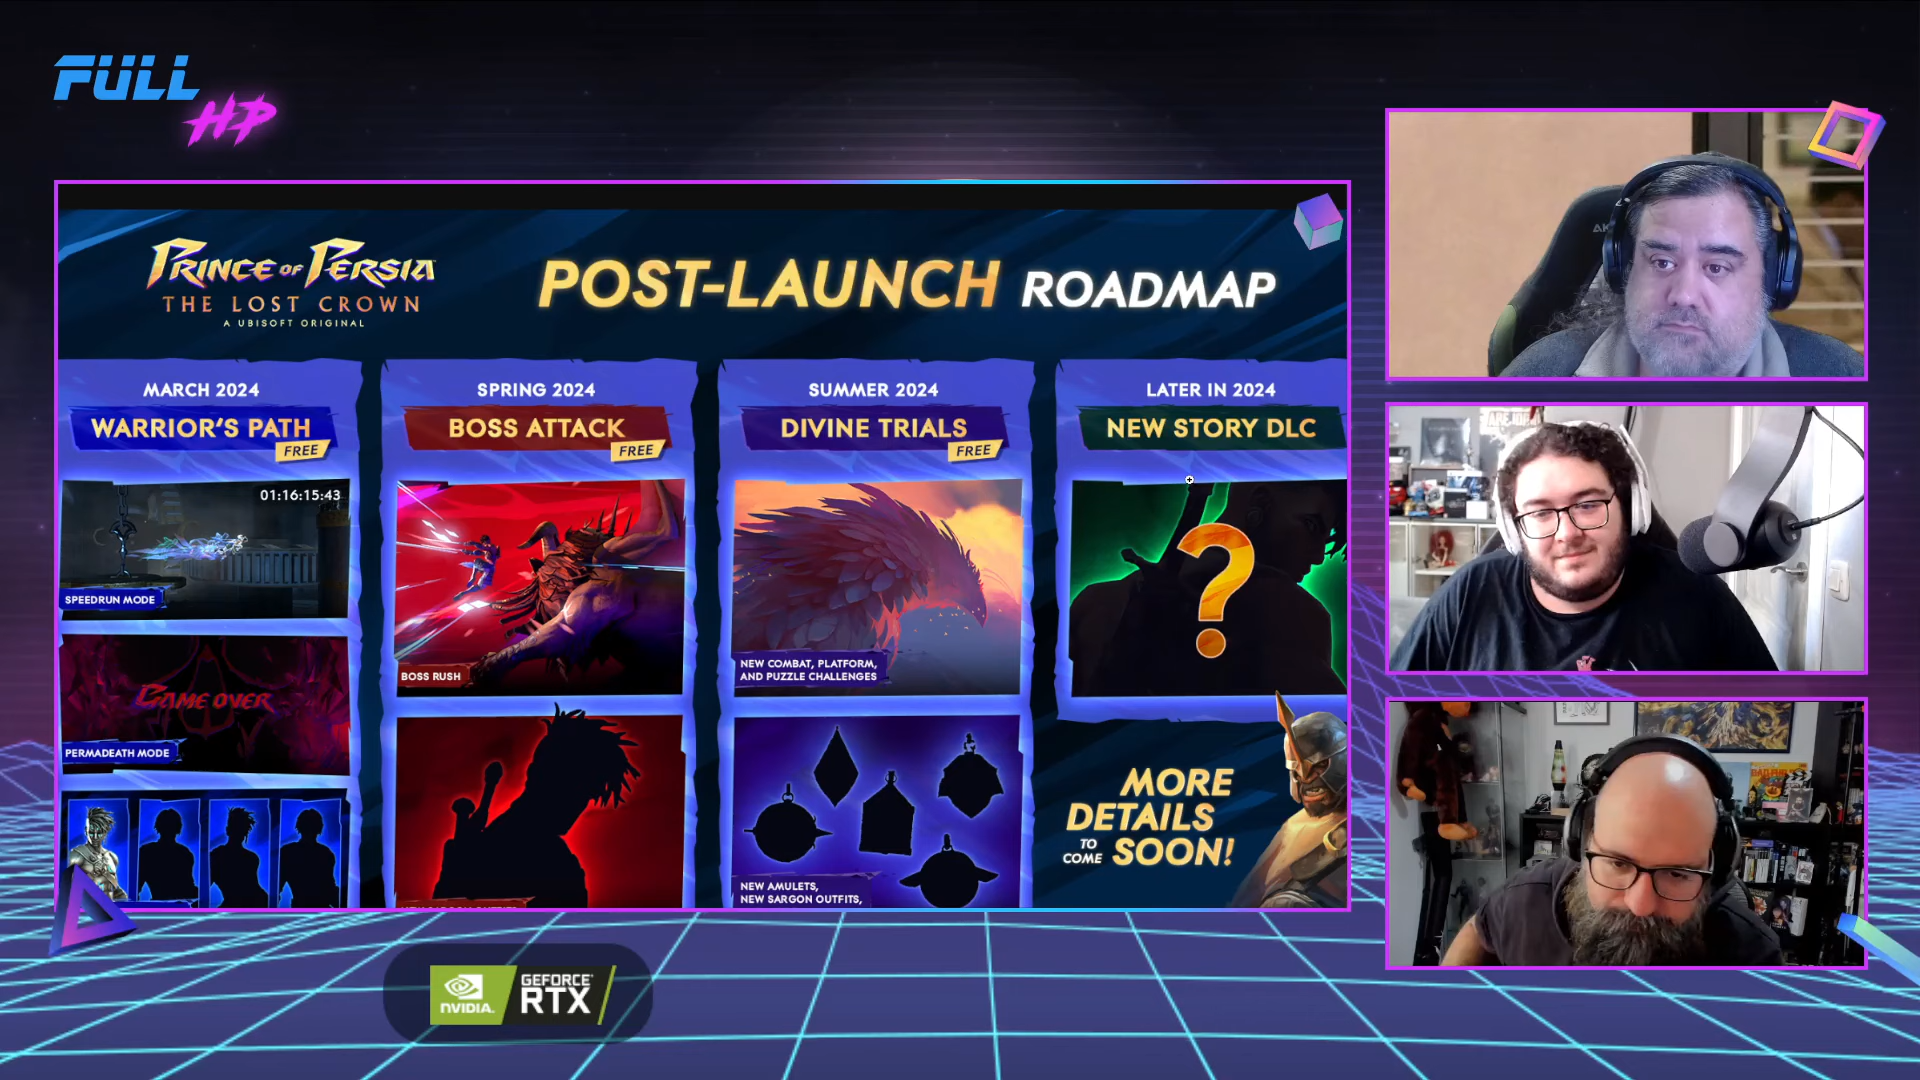 FULL
HP
PRINCE OF PERSIA
THE LOST CROWN
A UBISOFT ORIGINAL
POST-LAUNCH ROADMAP
MARCH 2024
WARRIOR'S PATH
FREE
01:16:15:43
SPEEDRUN MODE
GAME OVER
PERMADEATH MODE
SPRING 2024
BOSS ATTACK
FREE
BOSS RUSH
SUMMER 2024
DIVINE TRIALS
FREE
NEW COMBAT, PLATFORM,
AND PUZZLE CHALLENGES
NEW AMULETS,
NEW SARGON OUTFITS,
LATER IN 2024
NEW STORY DLC
?
MORE
DETAILS
TO
COME SOON!
NVIDIA.
GEFORCE
RTX